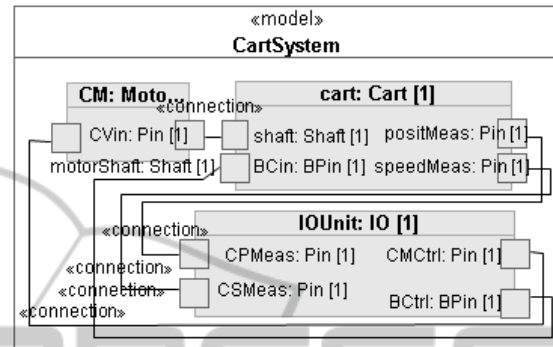 «model»
CartSystem
CM: Moto...
«connection»
cart: Cart [1]
CVin: Pin [1]
shaft: Shaft [1]
positMeas: Pin [1]
motorShaft: Shaft [1]
BCin: BPin [1]
speedMeas: Pin [1]
IOUnit: IO [1]
«connection»
CPMeas: Pin [1]
CMCtrl: Pin [1]
«connection»
«connection»
CSMeas: Pin [1]
BCtrl: BPin [1]
«connection»